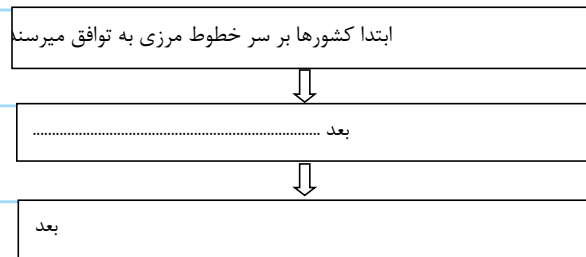 ابتدا کشورها بر سر خطوط مرزی به توافق میرسند
بعد ............................................................................
بعد